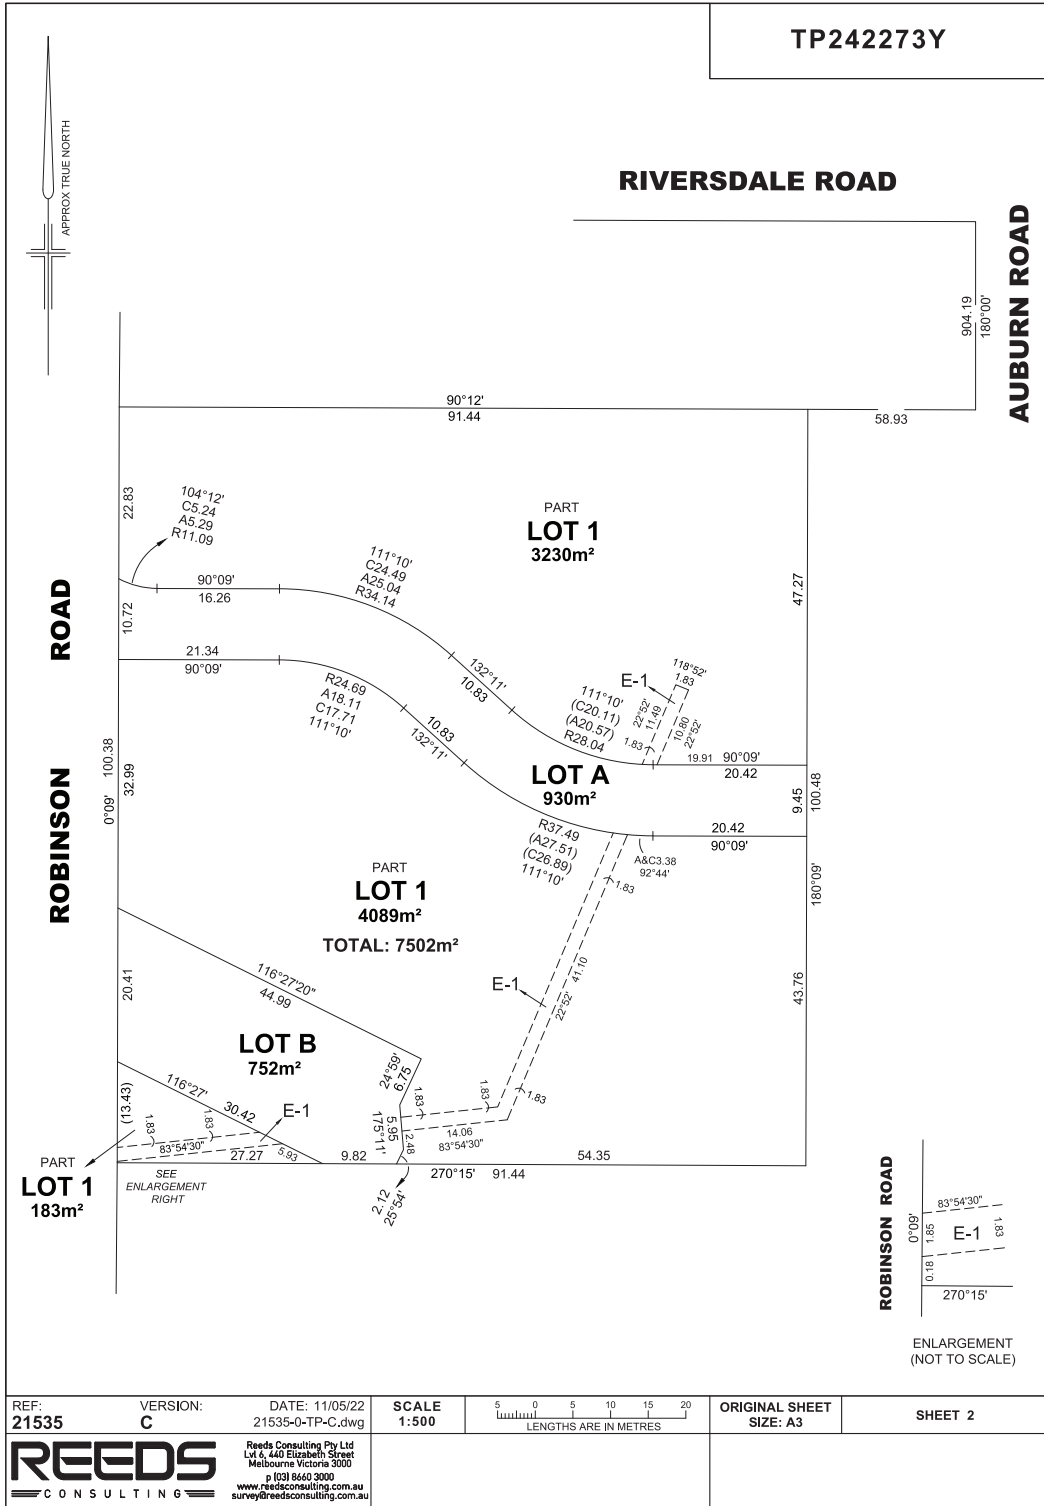 TP242273Y
APPROX TRUE NORTH
RIVERSDALE ROAD
AUBURN ROAD
904.19
180°00'
90°12'
91.44
58.93
22.83
104°12'
C5.24
A5.29
R11.09
PART
LOT 1
3230m²
111°10'
C24.49
A25.04
R34.14
47.27
ROAD
10.72
90°09'
16.26
21.34
90°09'
132°11'
10.83
E-1
118°52'
1.83
22°52'
11.49
10.80
22°52'
1.83
R24.69
A18.11
C17.71
111°10'
10.83
132°11'
111°10'
(C20.11)
(A20.57)
R28.04
19.91
90°09'
20.42
LOT A
930m²
100.38
0°09'
32.99
9.45
100.48
ROBINSON
20.42
90°09'
R37.49
(A27.51)
(C26.89)
111°10'
A&C3.38
92°44'
1.83
180°09'
PART
LOT 1
4089m²
TOTAL: 7502m²
116°27'20"
44.99
20.41
E-1
41.10
22°52'
43.76
LOT B
752m²
24°59'
6.75
1.83
1.83
1.83
116°27'
30.42
E-1
(13.43)
1.83
1.83
83°54'30"
27.27
5.93
5.95
175°11'
2.48
14.06
83°54'30"
9.82
54.35
270°15'
91.44
2.12
25°54'
PART
LOT 1
183m²
SEE
ENLARGEMENT
RIGHT
ROBINSON ROAD
0°09'
83°54'30"
1.85
E-1
1.83
0.18
270°15'
ENLARGEMENT
(NOT TO SCALE)
REF:
21535
VERSION:
C
DATE: 11/05/22
21535-0-TP-C.dwg
SCALE
1:500
5 0 5 10 15 20
LENGTHS ARE IN METRES
ORIGINAL SHEET
SIZE: A3
SHEET 2
REEDS
CONSULTING
Reeds Consulting Pty Ltd
Lvl 6, 440 Elizabeth Street
Melbourne Victoria 3000
p (03) 8660 3000
www.reedsconsulting.com.au
survey@reedsconsulting.com.au